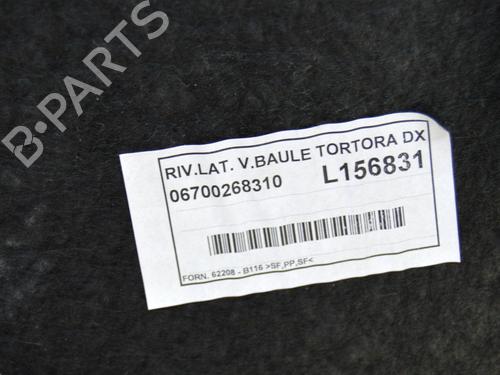 B-PARTS
RIV.LAT. V.BAULE TORTORA DX
06700268310 L156831
FORN. 62208 - B116 >SF,PP,SF<